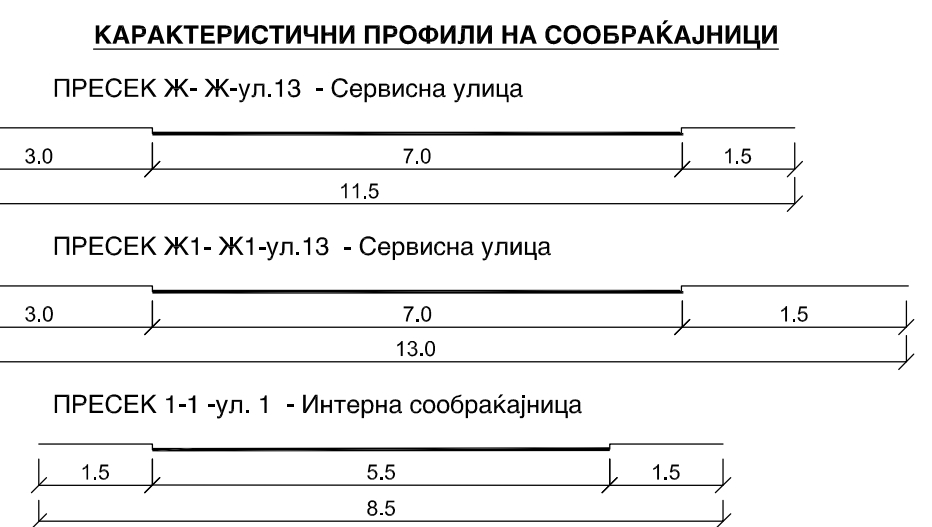 КАРАКТЕРИСТИЧНИ ПРОФИЛИ НА СООБРАЌАЈНИЦИ
ПРЕСЕК Ж- Ж-ул.13 - Сервисна улица
3.0 7.0 1.5
11.5
ПРЕСЕК Ж1- Ж1-ул.13 - Сервисна улица
3.0 7.0 1.5
13.0
ПРЕСЕК 1-1 -ул. 1 - Интерна сообраќајница
1.5 5.5 1.5
8.5